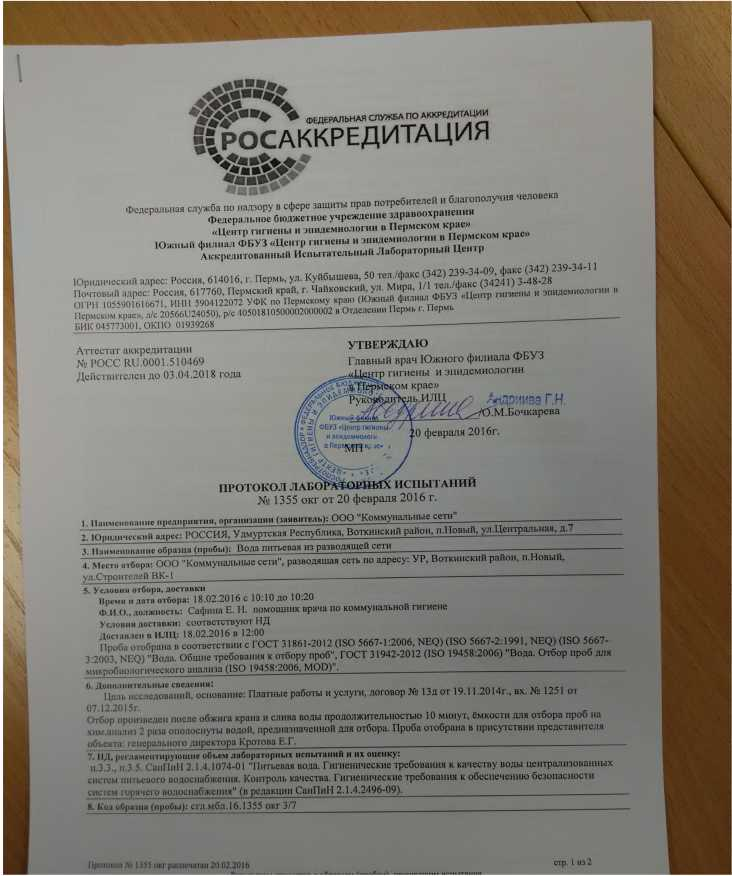 ФЕДЕРАЛЬНАЯ СЛУЖБА ПО АККРЕДИТАЦИИ
РОСАККРЕДИТАЦИЯ
Федеральная служба по надзору в сфере защиты прав потребителей и благополучия человека
Федеральное бюджетное учреждение здравоохранения
«Центр гигиены и эпидемиологии в Пермском крае»
Южный филиал ФБУЗ «Центр гигиены и эпидемиологии в Пермском крае»
Аккредитованный Испытательный Лабораторный Центр
Юридический адрес: Россия, 614016, г. Пермь, ул. Куйбышева, 50 тел./факс (342) 239-34-09, факс (342) 239-34-11
Почтовый адрес: Россия, 617760, Пермский край, г. Чайковский, ул. Мира, 1/1 тел./факс (34241) 3-48-28
ОГРН 1055901616671, ИНН 5904122072 УФК по Пермскому краю (Южный филиал ФБУЗ «Центр гигиены и эпидемиологии в
Пермском крае», л/с 20566U24050), р/с 40501810500002000002 в Отделении Пермь г. Пермь
БИК 045773001, ОКПО 01939268
Аттестат аккредитации
№ РОСС RU.0001.510469
Действителен до 03.04.2018 года
УТВЕРЖДАЮ
Главный врач Южного филиала ФБУЗ
«Центр гигиены и эпидемиологии
в Пермском крае»
Руководитель ИЛЦ
Андриива Г.Н.
О.М.Бочкарева
20 февраля 2016г.
Южный филиал
ФБУЗ «Центр гигиены
и эпидемиологии
в Пермском крае»
МП
ПРОТОКОЛ ЛАБОРАТОРНЫХ ИСПЫТАНИЙ
№ 1355 окг от 20 февраля 2016 г.
1. Наименование предприятия, организации (заявитель): ООО "Коммунальные сети"
2. Юридический адрес: РОССИЯ, Удмуртская Республика, Воткинский район, п.Новый, ул.Центральная, д.7
3. Наименование образца (пробы): Вода питьевая из разводящей сети
4. Место отбора: ООО "Коммунальные сети", разводящая сеть по адресу: УР, Воткинский район, п.Новый,
ул.Строителей ВК-1
5. Условия отбора, доставки
Время и дата отбора: 18.02.2016 с 10:10 до 10:20
Ф.И.О., должность: Сафина Е. Н. помощник врача по коммунальной гигиене
Условия доставки: соответствуют НД
Доставлен в ИЛЦ: 18.02.2016 в 12:00
Проба отобрана в соответствии с ГОСТ 31861-2012 (ISO 5667-1:2006, NEQ) (ISO 5667-2:1991, NEQ) (ISO 5667-
3:2003, NEQ) "Вода. Общие требования к отбору проб", ГОСТ 31942-2012 (ISO 19458:2006) "Вода. Отбор проб для
микробиологического анализа (ISO 19458:2006, MOD)".
6. Дополнительные сведения:
Цель исследований, основание: Платные работы и услуги, договор № 13д от 19.11.2014г., вх. № 1251 от
07.12.2015г.
Отбор произведен после обжига крана и слива воды продолжительностью 10 минут, ёмкости для отбора проб на
хим.анализ 2 раза ополоснуты водой, предназначенной для отбора. Проба отобрана в присутствии представителя
объекта: генерального директора Кротова Е.Г.
7. НД, регламентирующие объем лабораторных испытаний и их оценку:
п.3.3., п.3.5. СанПиН 2.1.4.1074-01 "Питьевая вода. Гигиенические требования к качеству воды централизованных
систем питьевого водоснабжения. Контроль качества. Гигиенические требования к обеспечению безопасности
систем горячего водоснабжения" (в редакции СанПиН 2.1.4.2496-09).
8. Код образца (пробы): сгл.мбл.16.1355 окг 3/7
Протокол № 1355 окг распечатан 20.02.2016
стр. 1 из 2